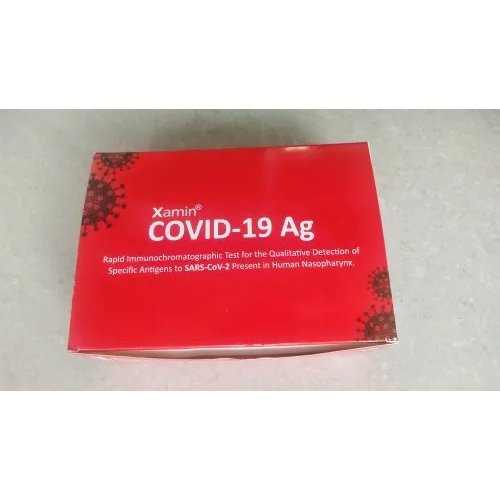 Xamin®
COVID-19 Ag
Rapid Immunochromatographic Test for the Qualitative Detection of
Specific Antigens to SARS-CoV-2 Present in Human Nasopharynx.